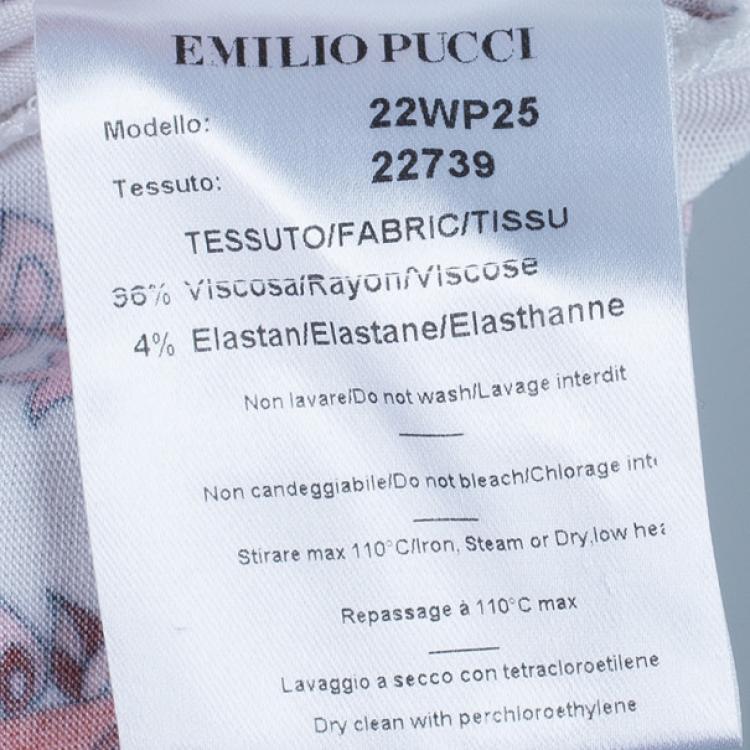 EMILIO PUCCI
Modello: 22WP25
Tessuto: 22739
TESSUTO/FABRIC/TISSU
96% Viscosa/Rayon/Viscose
4% Elastan/Elastane/Elasthanne
Non lavare/Do not wash/Lavage interdit
Non candeggiabile/Do not bleach/Chlorage int
Stirare max 110°C/Iron, Steam or Dry,low hea
Repassage à 110°C max
Lavaggio a secco con tetracloroetilene
Dry clean with perchloroethylene